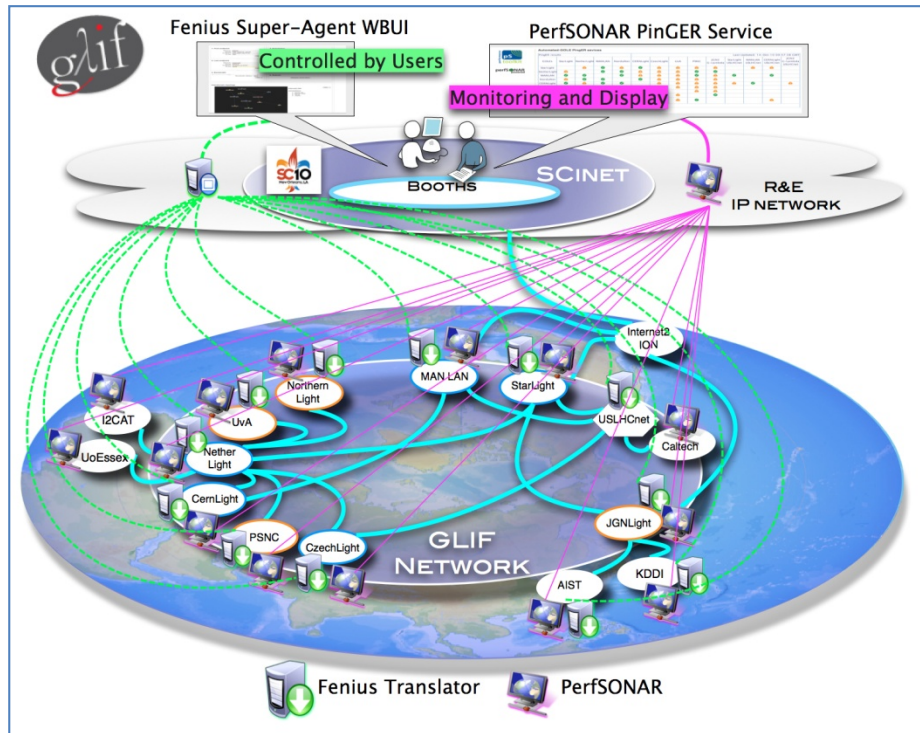 glif
Fenius Super-Agent WBUI
PerfSONAR PinGER Service
Controlled by Users
Monitoring and Display
SC10
SCINET
BOOTHS
R&E
IP NETWORK
Internet2
ION
MAN LAN
StarLight
Northern
Light
I2CAT
UvA
USLHCnet
Caltech
UoEssex
Nether
Light
CernLight
JGNLight
PSNC
CzechLight
GLIF
NETWORK
AIST
KDDI
Fenius Translator
PerfSONAR